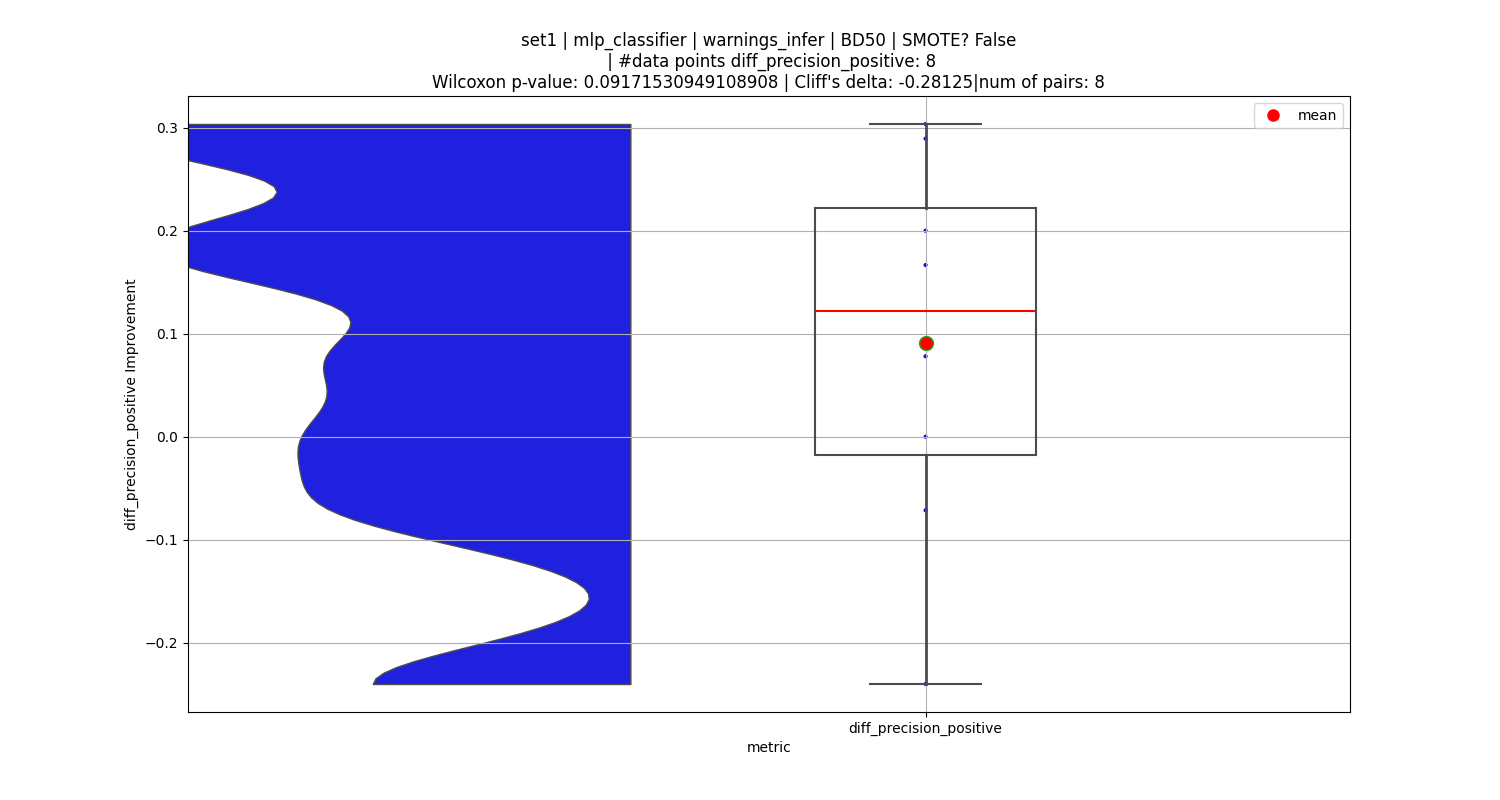 set1 | mlp_classifier | warnings_infer | BD50 | SMOTE? False
| #data points diff_precision_positive: 8
Wilcoxon p-value: 0.09171530949108908 | Cliff's delta: -0.28125|num of pairs: 8
mean
0.3
0.2
0.1
0.0
−0.1
−0.2
diff_precision_positive Improvement
diff_precision_positive
metric